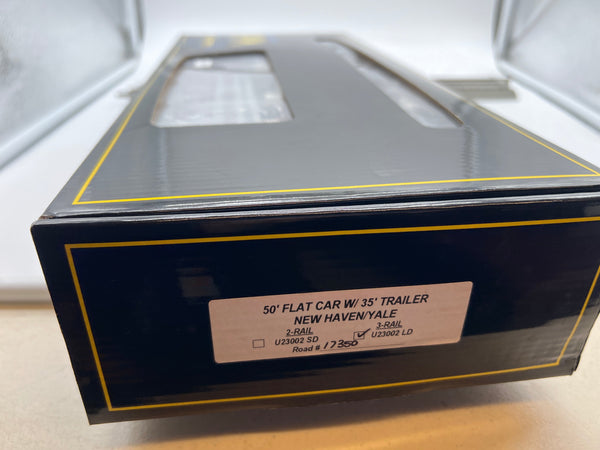 50' FLAT CAR W/ 35' TRAILER
NEW HAVEN/YALE
2-RAIL 3-RAIL
U23002 SD U23002 LD
Road # 17350